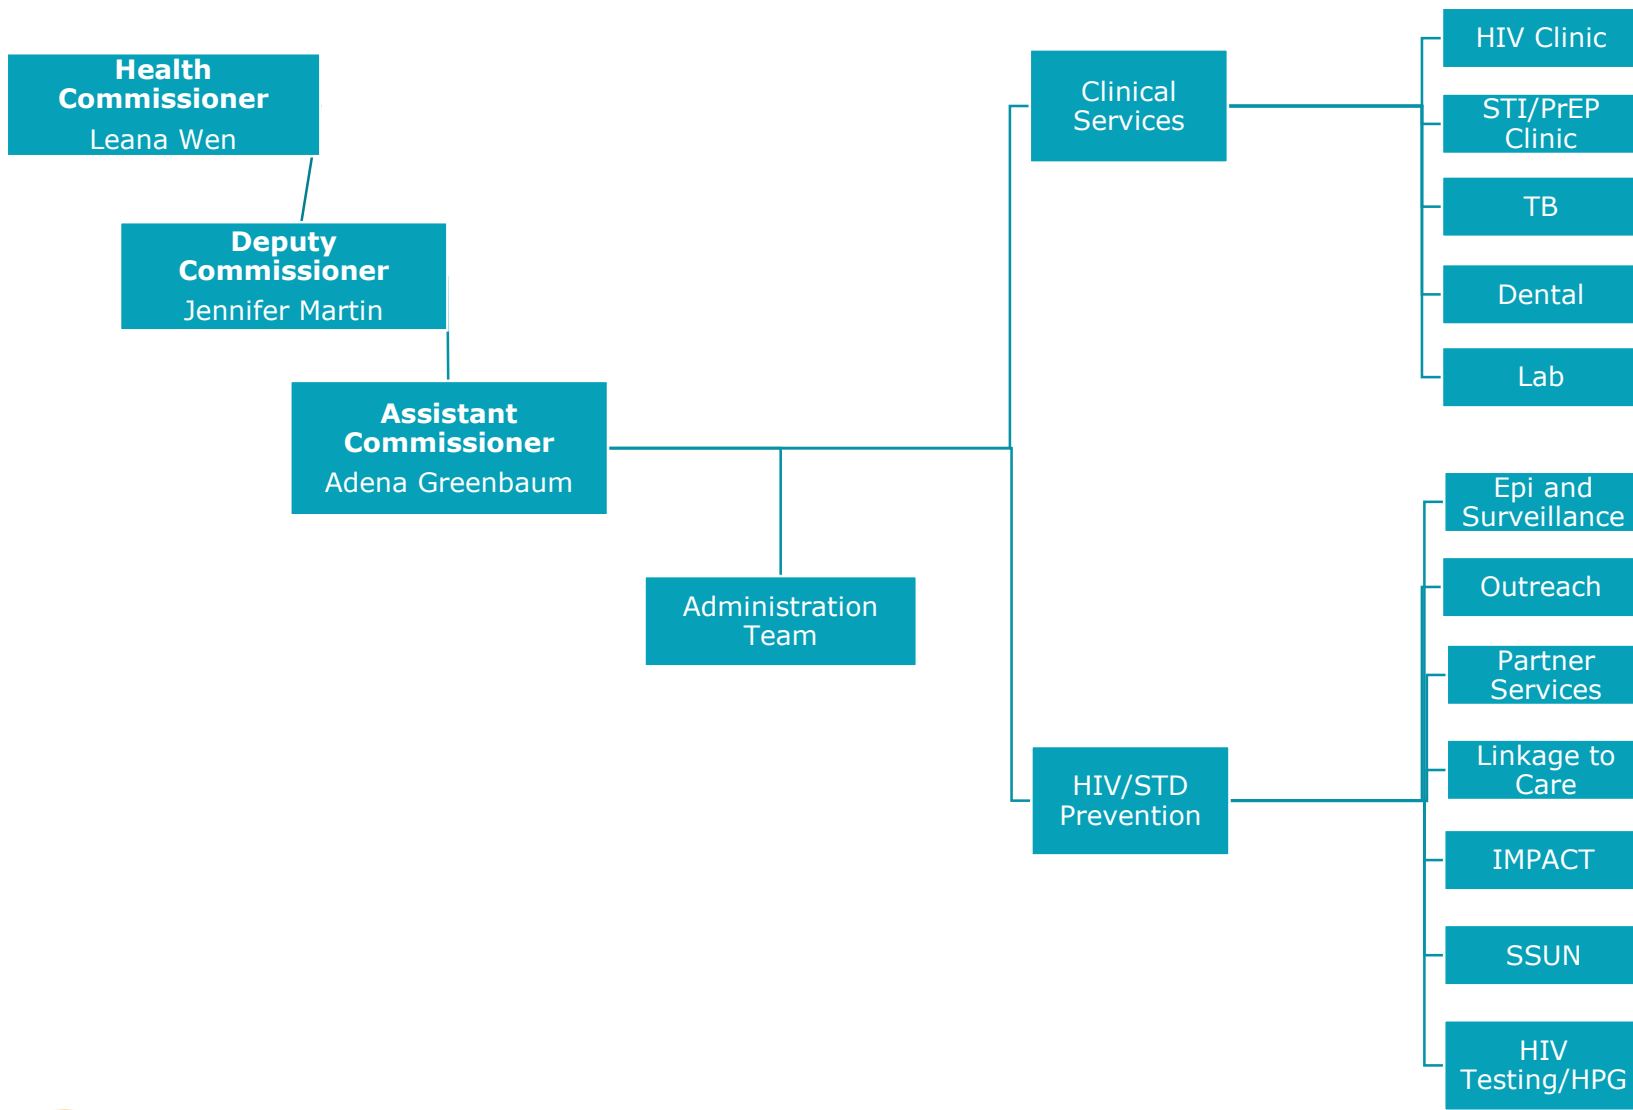 Health
Commissioner
Leana Wen
Deputy
Commissioner
Jennifer Martin
Assistant
Commissioner
Adena Greenbaum
Administration
Team
Clinical
Services
HIV Clinic
STI/PrEP
Clinic
TB
Dental
Lab
HIV/STD
Prevention
Epi and
Surveillance
Outreach
Partner
Services
Linkage to
Care
IMPACT
SSUN
HIV
Testing/HPG